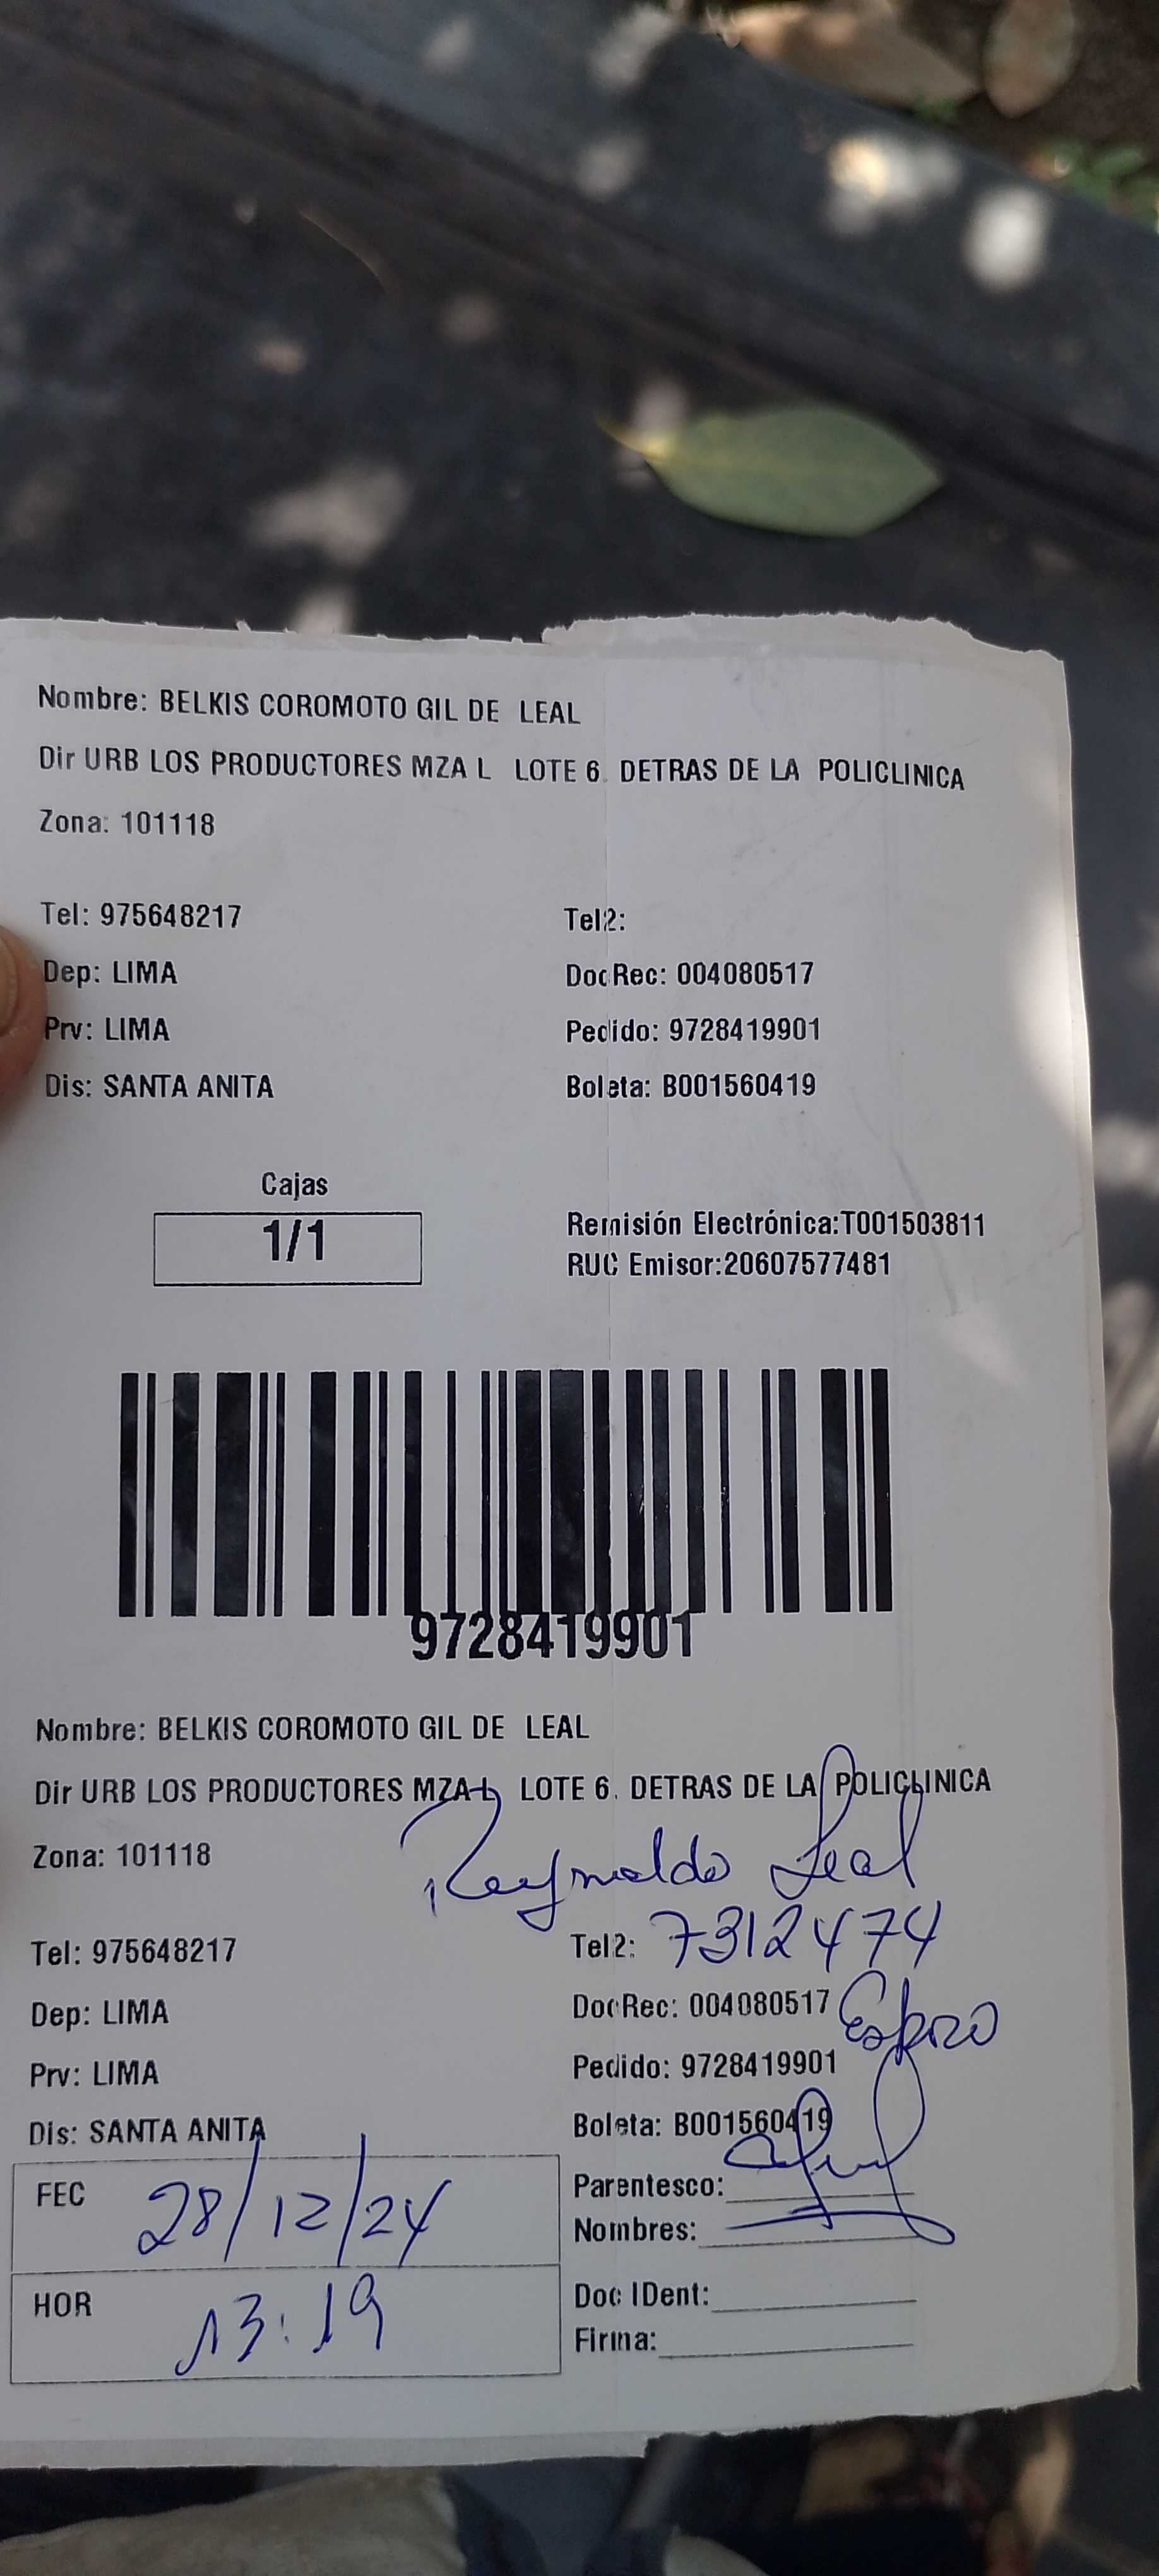 Nombre: BELKIS COROMOTO GIL DE LEAL
Dir URB LOS PRODUCTORES MZA L LOTE 6. DETRAS DE LA POLICLINICA
Zona: 101118
Tel: 975648217 Tel2:
Dep: LIMA Doc Rec: 004080517
Prv: LIMA Pedido: 9728419901
Dis: SANTA ANITA Boleta: B001560419
Cajas
1/1
Remisión Electrónica:T001503811
RUC Emisor:20607577481
9728419901
Nombre: BELKIS COROMOTO GIL DE LEAL
Dir URB LOS PRODUCTORES MZA L LOTE 6. DETRAS DE LA POLICLINICA
Zona: 101118
Reynaldo Leal
Tel: 975648217 Tel2: 7312474
Dep: LIMA Doc Rec: 004080517 Esposo
Prv: LIMA Pedido: 9728419901
Dis: SANTA ANITA Boleta: B001560419
FEC 28/12/24 Parentesco:
Nombres:
HOR 13:19 Doc IDent:
Firma: